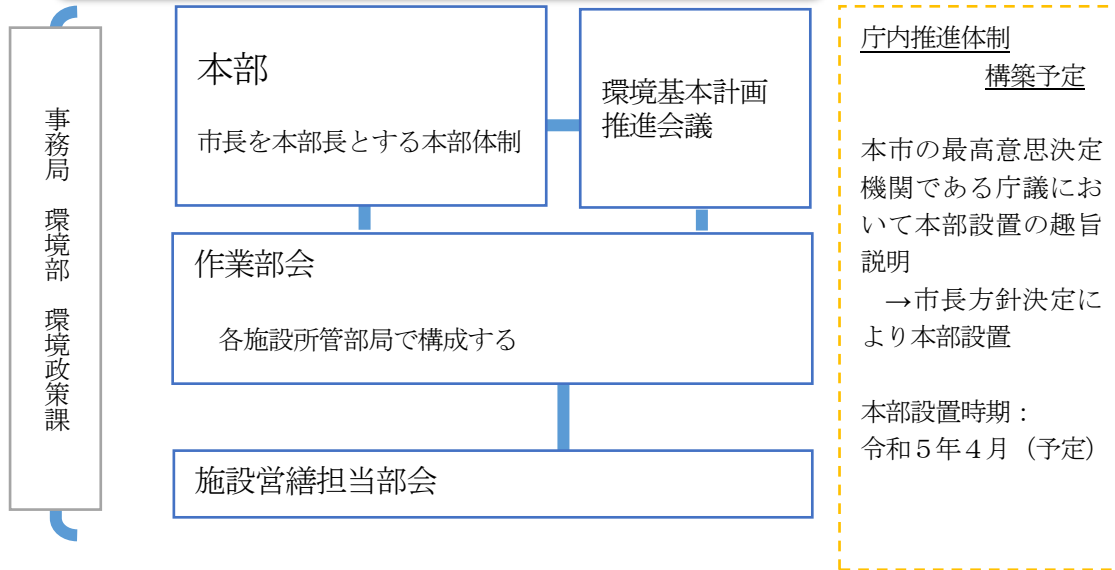 事務局　環境部　環境政策課
本部
市長を本部長とする本部体制
環境基本計画
推進会議
作業部会
各施設所管部局で構成する
施設営繕担当部会
庁内推進体制
構築予定
本市の最高意思決定
機関である庁議にお
いて本部設置の趣旨
説明
→市長方針決定に
より本部設置
本部設置時期：
令和５年４月（予定）